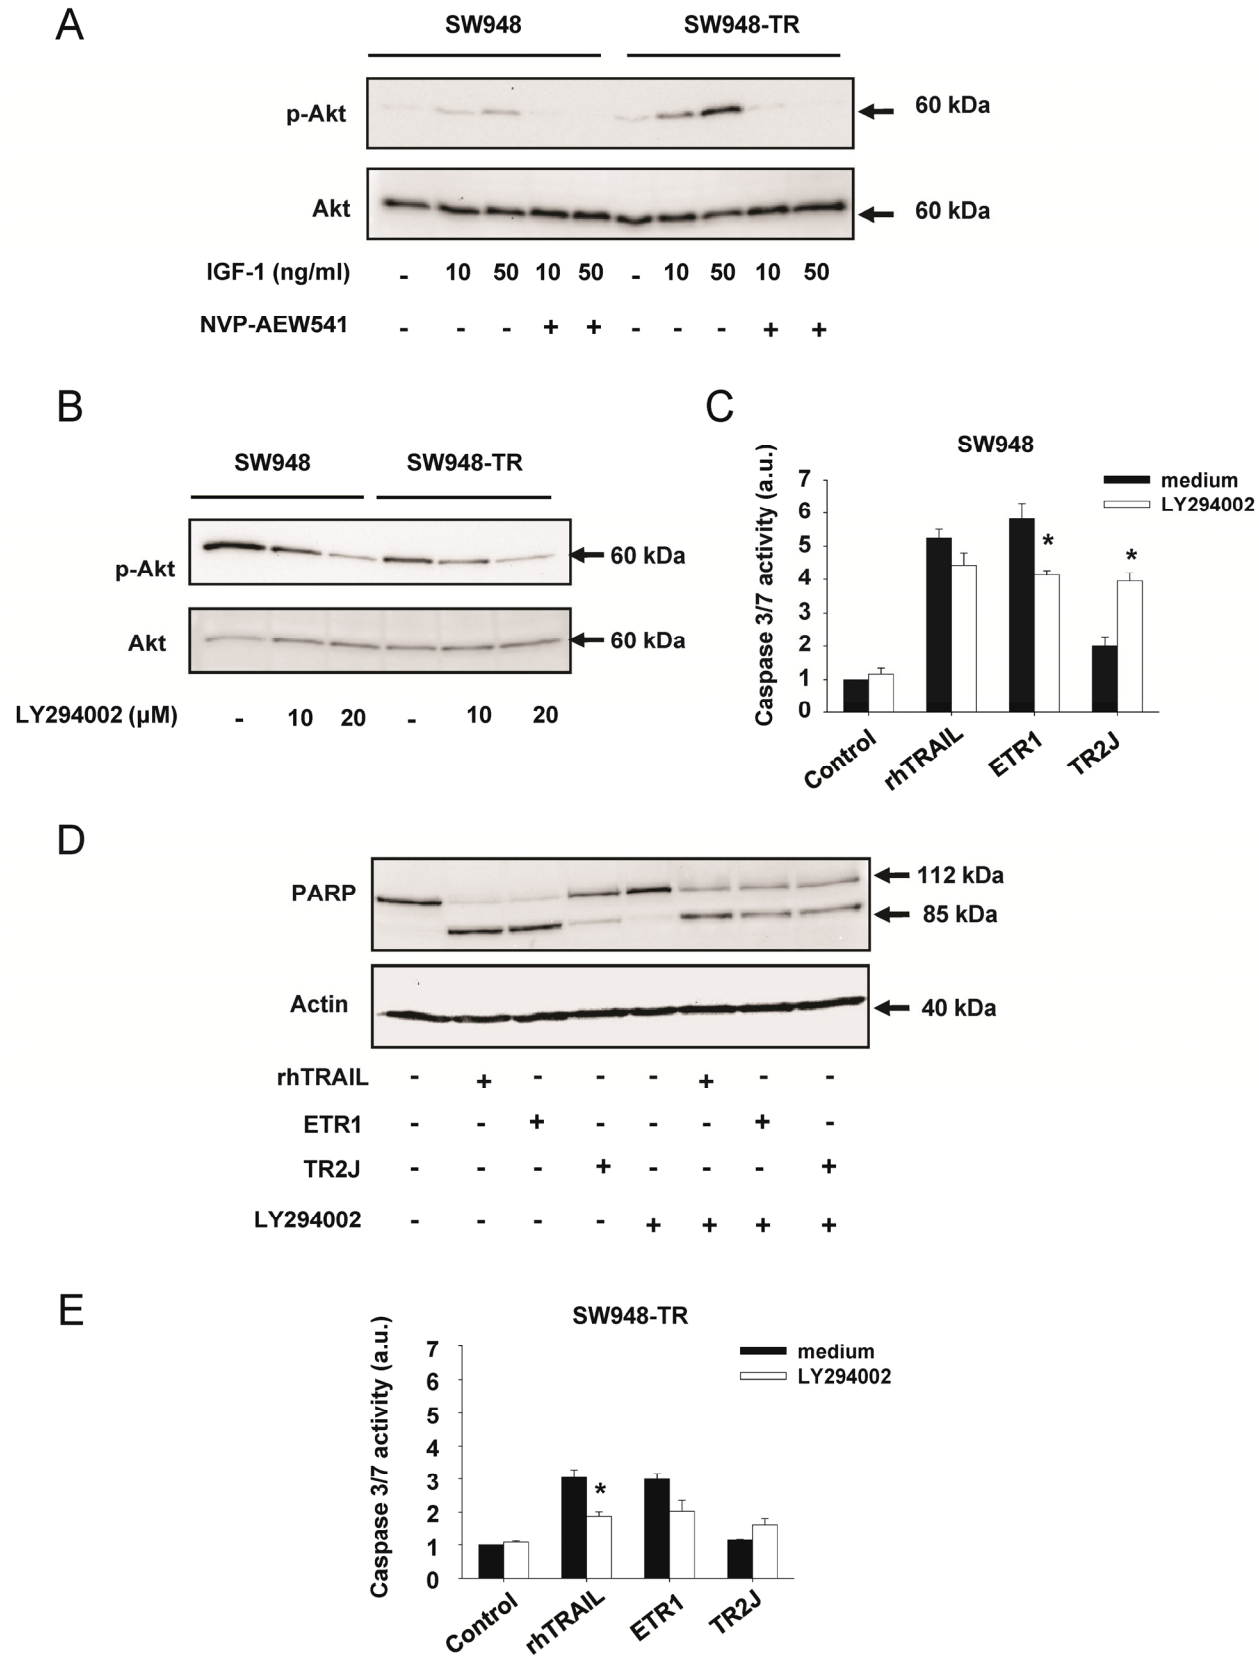 A
SW948 SW948-TR
p-Akt 60 kDa
Akt 60 kDa
IGF-1 (ng/ml) - 10 50 10 50 - 10 50 10 50
NVP-AEW541 - - - + + - - - + +
B
SW948 SW948-TR
p-Akt 60 kDa
Akt 60 kDa
LY294002 (µM) - 10 20 - 10 20
C
SW948
medium
LY294002
Caspase 3/7 activity (a.u.)
7
6
5
4
3
2
1
0
* *
Control rhTRAIL ETR1 TR2J
D
PARP 112 kDa
85 kDa
Actin 40 kDa
rhTRAIL - + - - - + - -
ETR1 - - + - - - + -
TR2J - - - + - - - +
LY294002 - - - - + + + +
E
SW948-TR
medium
LY294002
Caspase 3/7 activity (a.u.)
7
6
5
4
3
2
1
0
*
Control rhTRAIL ETR1 TR2J